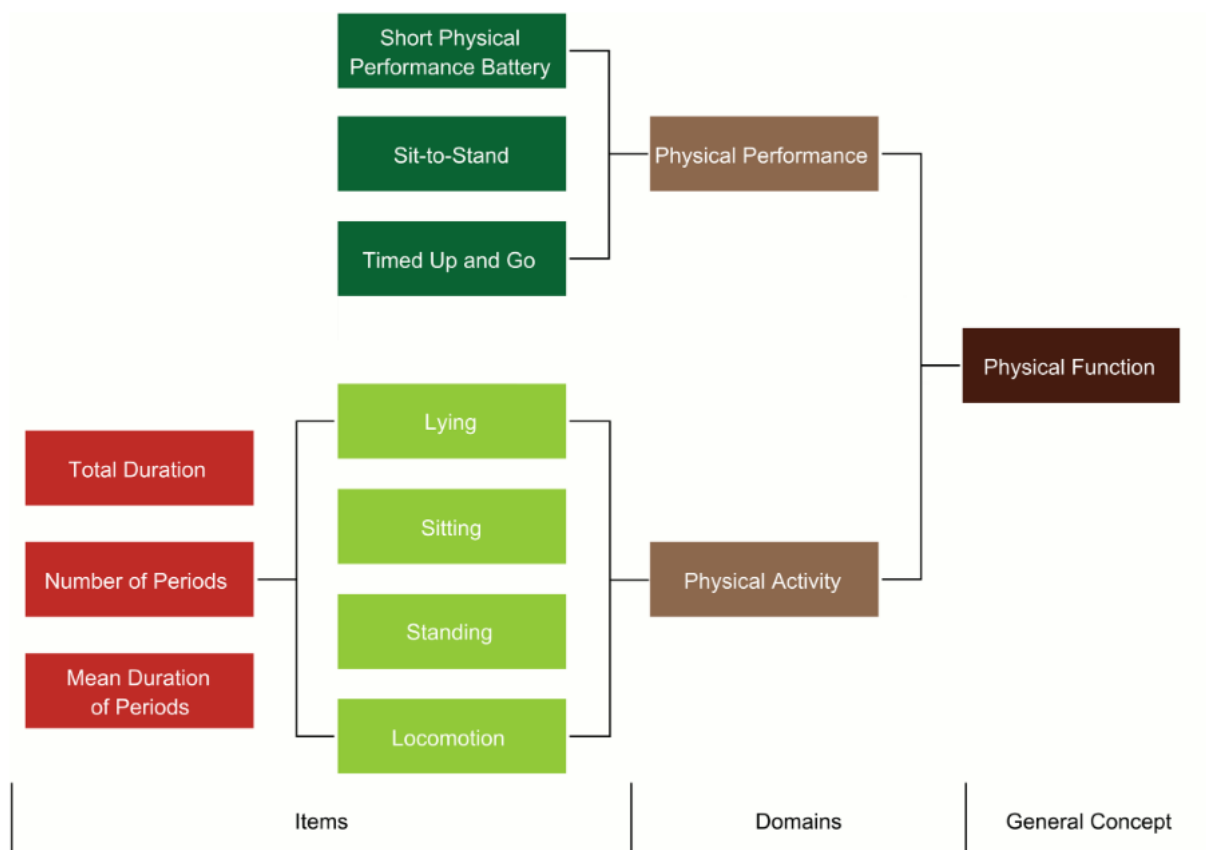 Short Physical
Performance Battery
Sit-to-Stand
Physical Performance
Timed Up and Go
Physical Function
Lying
Total Duration
Sitting
Number of Periods
Physical Activity
Standing
Mean Duration
of Periods
Locomotion
Items
Domains
General Concept